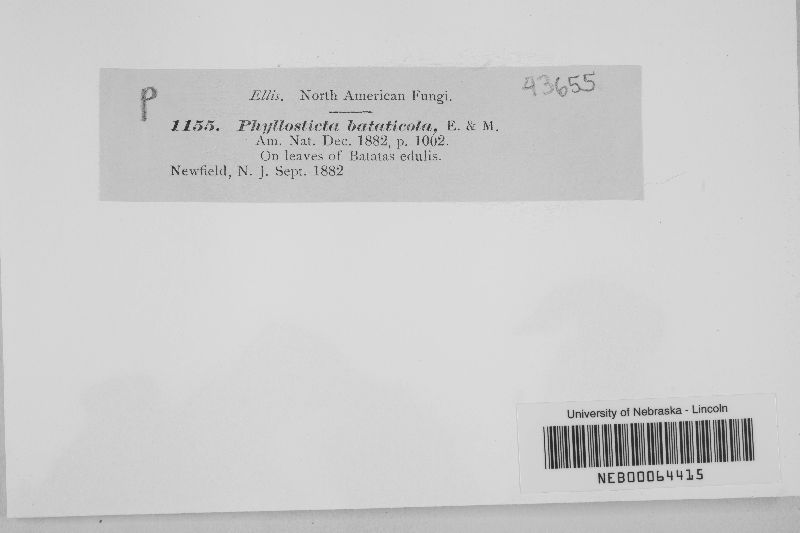 P
Ellis. North American Fungi.
43655
1155. Phyllosticta bataticola, E. & M.
Am. Nat. Dec. 1882, p. 1002.
On leaves of Batatas edulis.
Newfield, N. J. Sept. 1882
University of Nebraska - Lincoln
NEB00064415